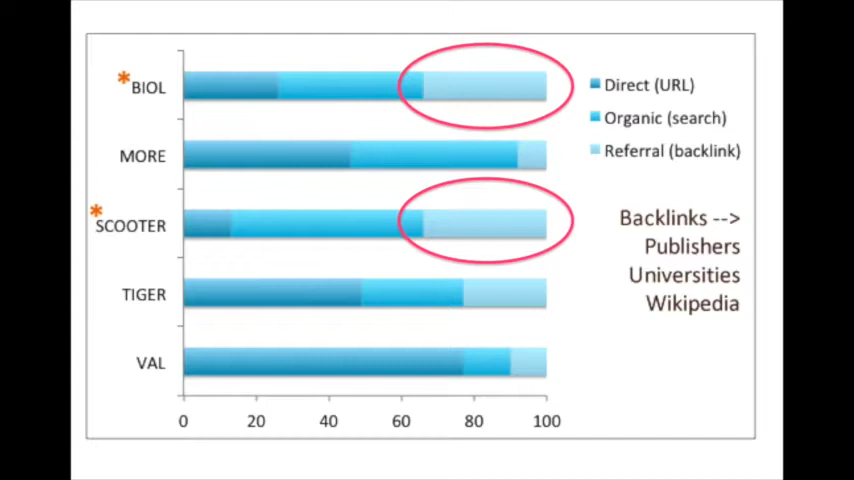 *BIOL
MORE
*SCOOTER
TIGER
VAL
0 20 40 60 80 100
Direct (URL)
Organic (search)
Referral (backlink)
Backlinks -->
Publishers
Universities
Wikipedia